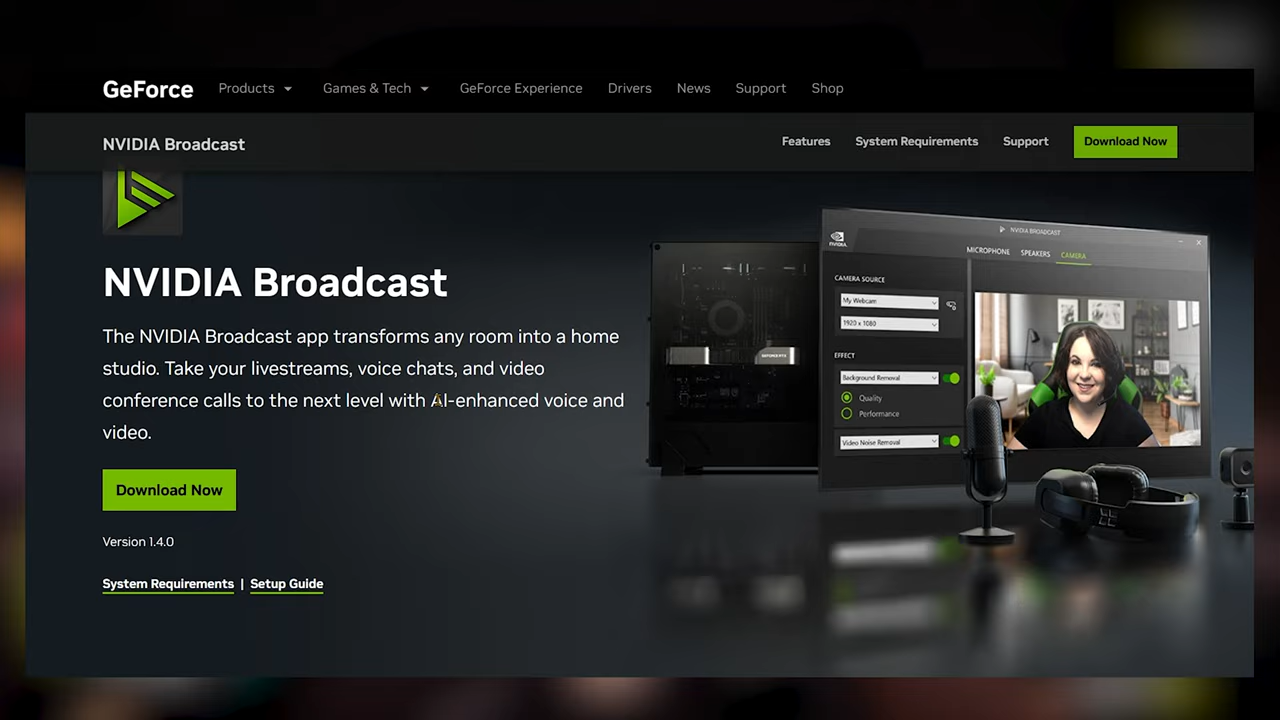 GeForce Products Games & Tech GeForce Experience Drivers News Support Shop
NVIDIA Broadcast Features System Requirements Support Download Now
NVIDIA Broadcast
The NVIDIA Broadcast app transforms any room into a home
studio. Take your livestreams, voice chats, and video
conference calls to the next level with AI-enhanced voice and
video.
Download Now
Version 1.4.0
System Requirements | Setup Guide
NVIDIA BROADCAST
NVIDIA
MICROPHONE SPEAKERS CAMERA
CAMERA SOURCE
My Webcam
1920 x 1080
EFFECT
Background Removal
Quality
Performance
Video Noise Removal
GEFORCE RTX